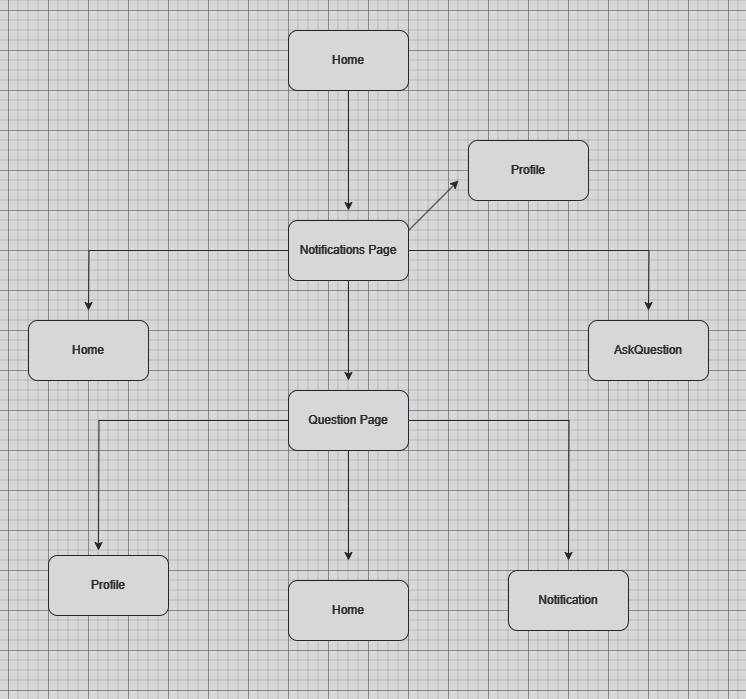 Home
Profile
Notifications Page
Home
AskQuestion
Question Page
Profile
Home
Notification